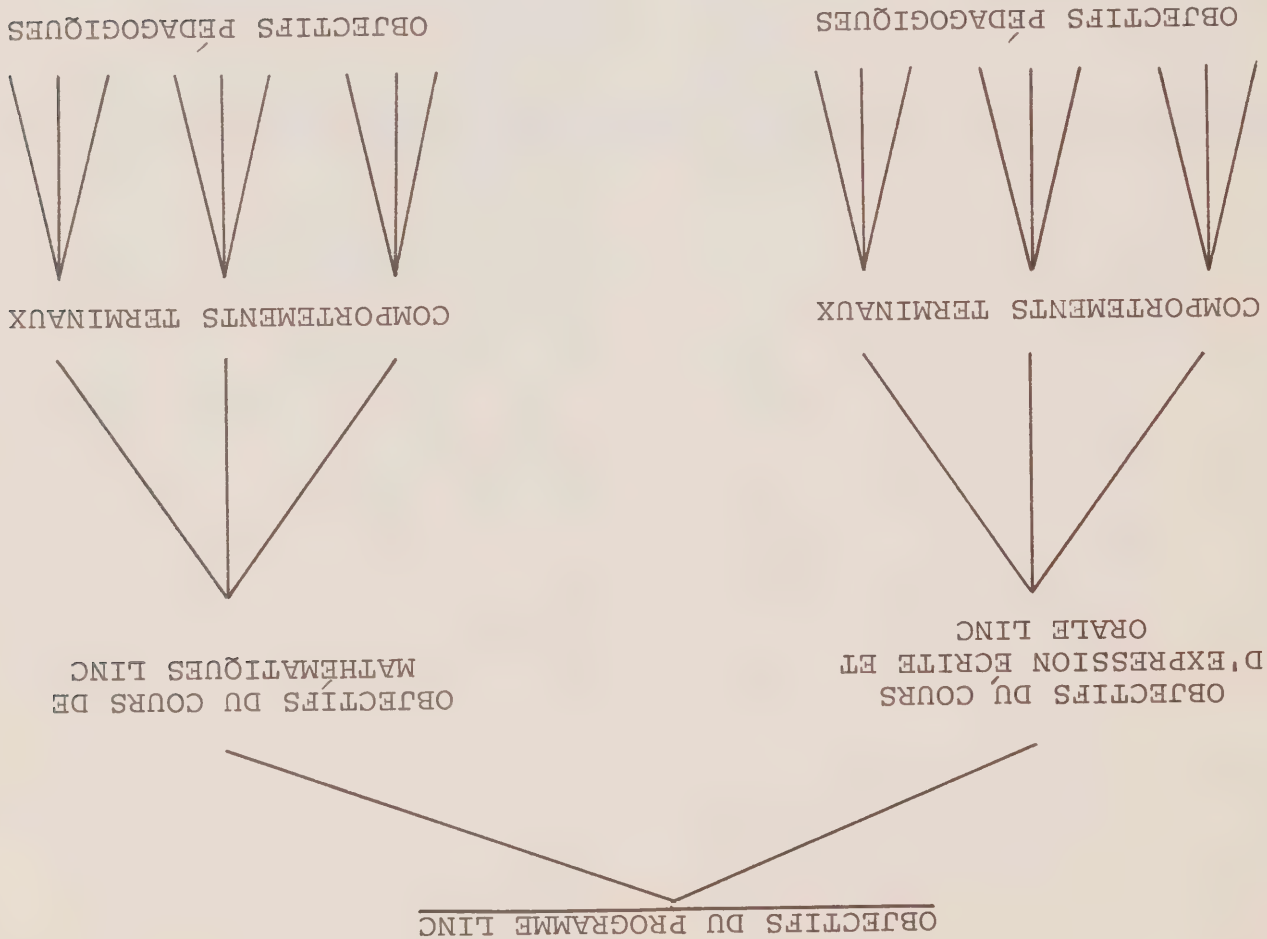 OBJECTIFS DU PROGRAMME LINC
OBJECTIFS DU COURS
D'EXPRESSION ÉCRITE ET
ORALE LINC
OBJECTIFS DU COURS DE
MATHÉMATIQUES LINC
COMPORTEMENTS TERMINAUX
COMPORTEMENTS TERMINAUX
OBJECTIFS PÉDAGOGIQUES
OBJECTIFS PÉDAGOGIQUES